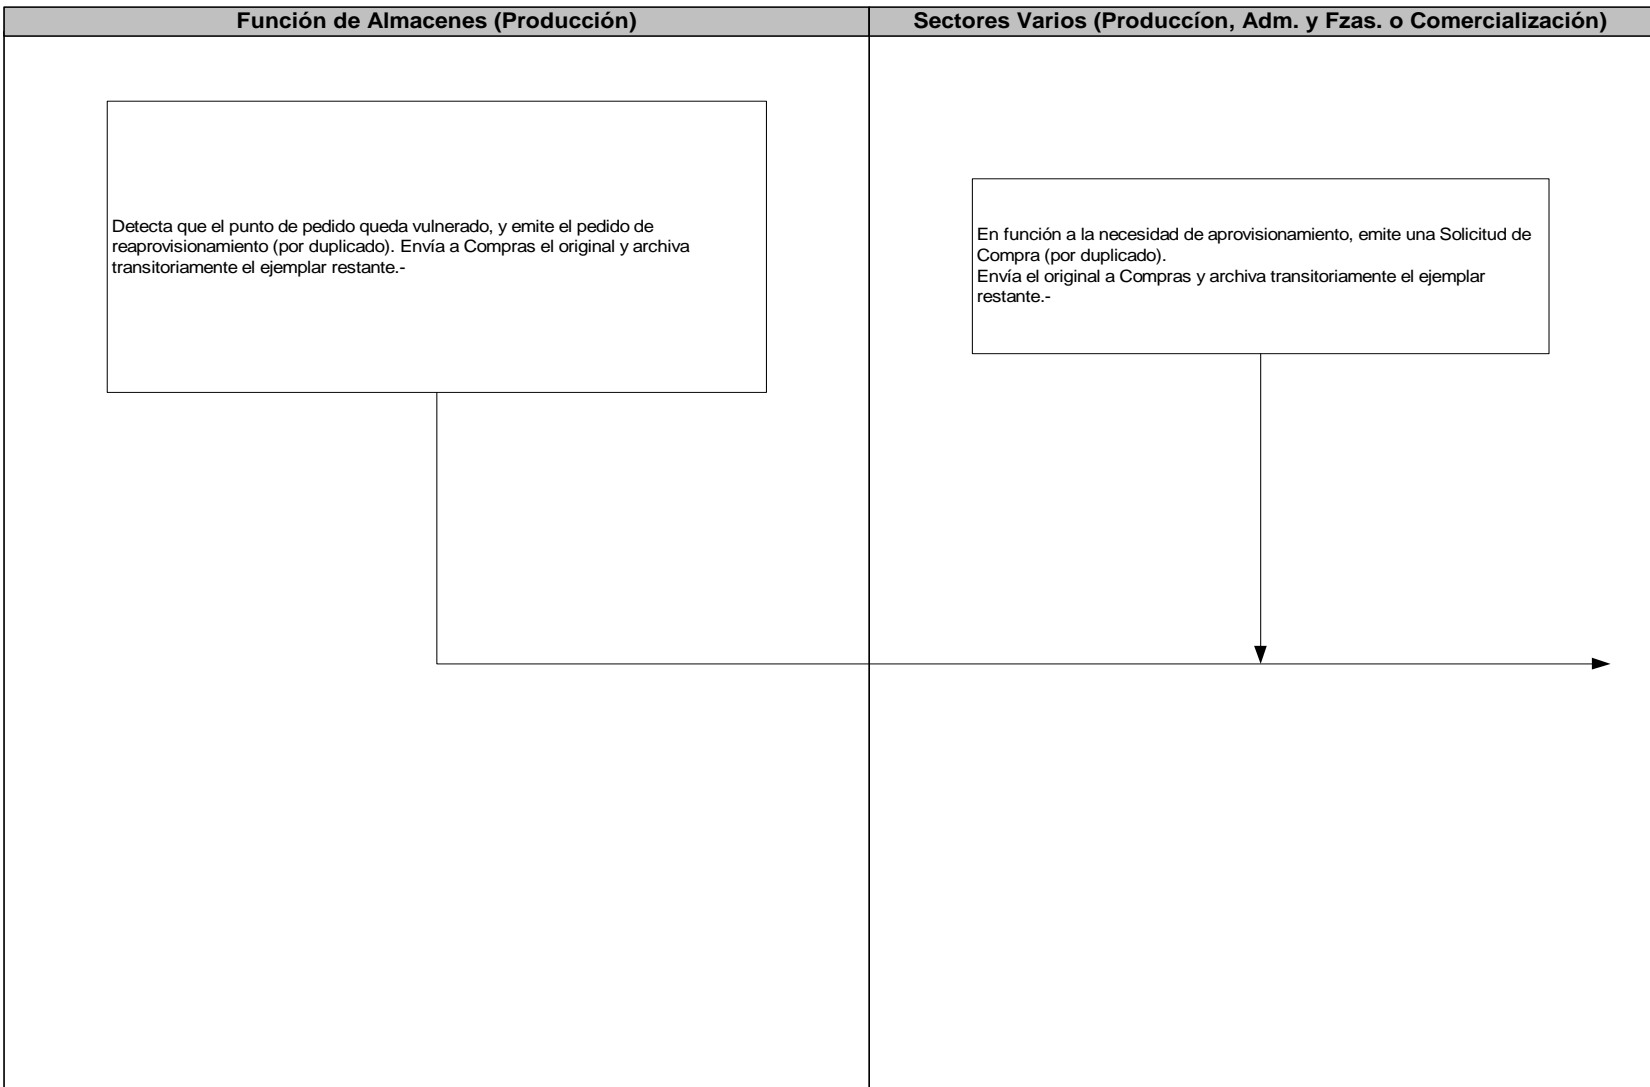 Función de Almacenes (Producción)
Sectores Varios (Produccíon, Adm. y Fzas. o Comercialización)
Detecta que el punto de pedido queda vulnerado, y emite el pedido de
reaprovisionamiento (por duplicado). Envía a Compras el original y archiva
transitoriamente el ejemplar restante.-
En función a la necesidad de aprovisionamiento, emite una Solicitud de
Compra (por duplicado).
Envía el original a Compras y archiva transitoriamente el ejemplar
restante.-